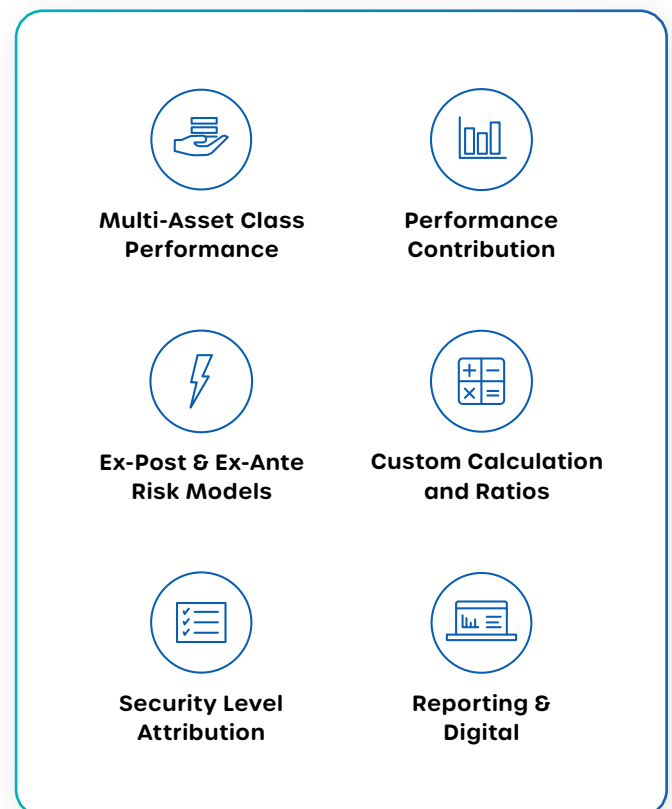 Multi-Asset Class
Performance
Performance
Contribution
Ex-Post & Ex-Ante
Risk Models
Custom Calculation
and Ratios
Security Level
Attribution
Reporting &
Digital